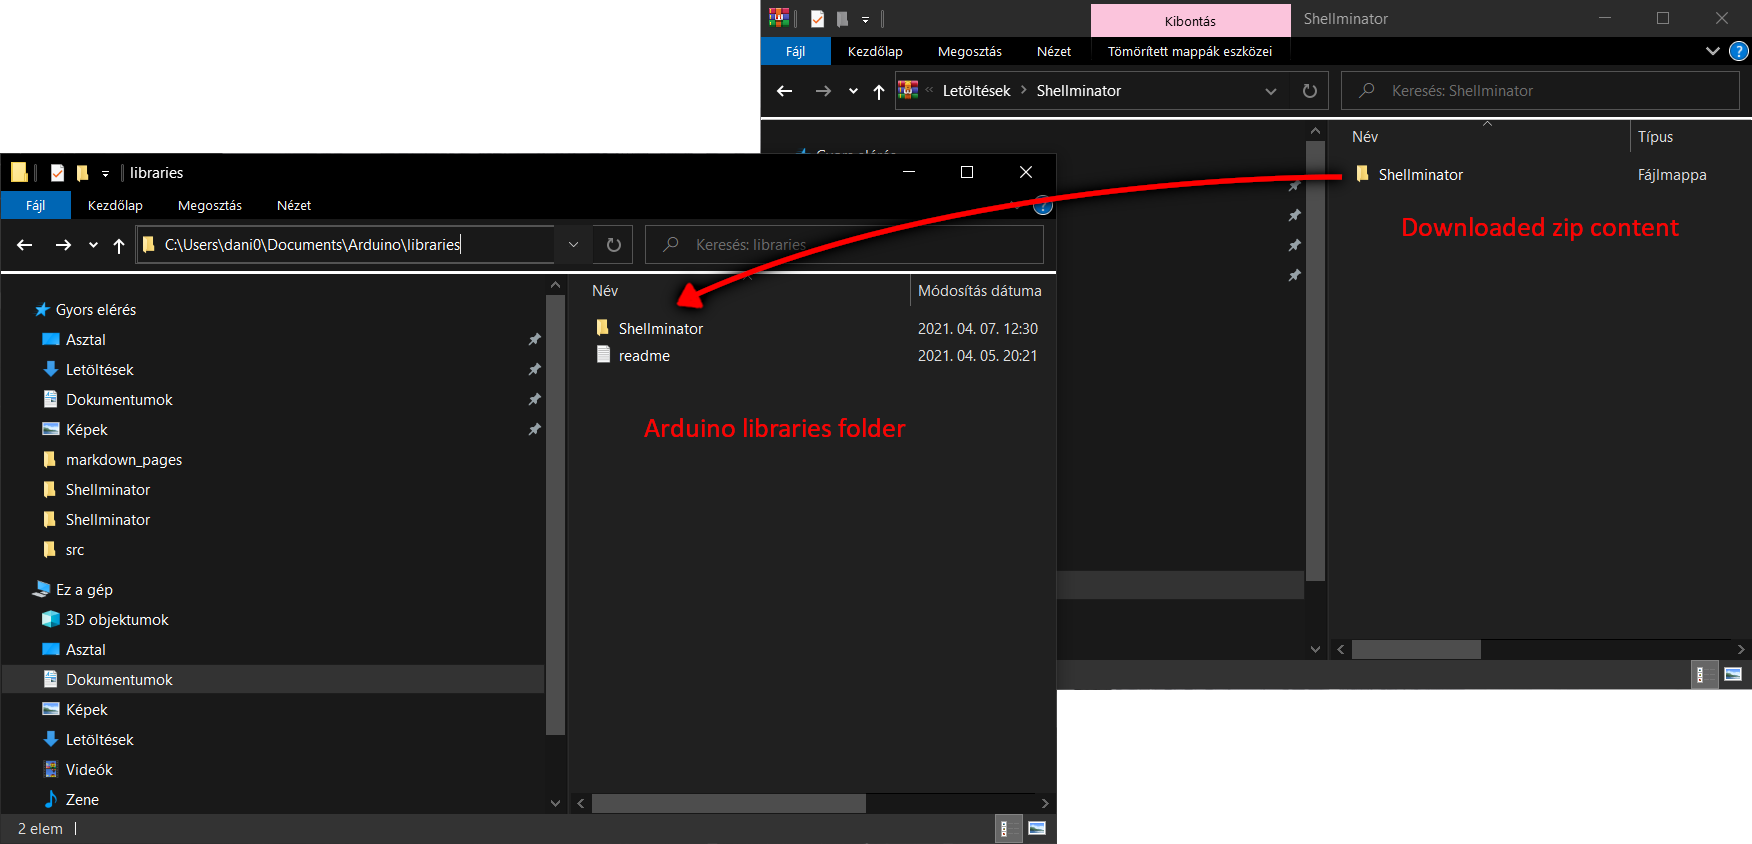 Kibontás
Shellminator
Fájl
Kezdőlap
Megosztás
Nézet
Tömörített mappák eszközei
?
« Letöltések > Shellminator
Keresés: Shellminator
Gyors elérés
Név
Típus
Shellminator
Fájlmappa
Downloaded zip content
libraries
Fájl
Kezdőlap
Megosztás
Nézet
?
C:\Users\dani0\Documents\Arduino\libraries
Keresés: libraries
Gyors elérés
Asztal
Letöltések
Dokumentumok
Képek
markdown_pages
Shellminator
Shellminator
src
Ez a gép
3D objektumok
Asztal
Dokumentumok
Képek
Letöltések
Videók
Zene
Név
Módosítás dátuma
Shellminator
2021. 04. 07. 12:30
readme
2021. 04. 05. 20:21
Arduino libraries folder
2 elem